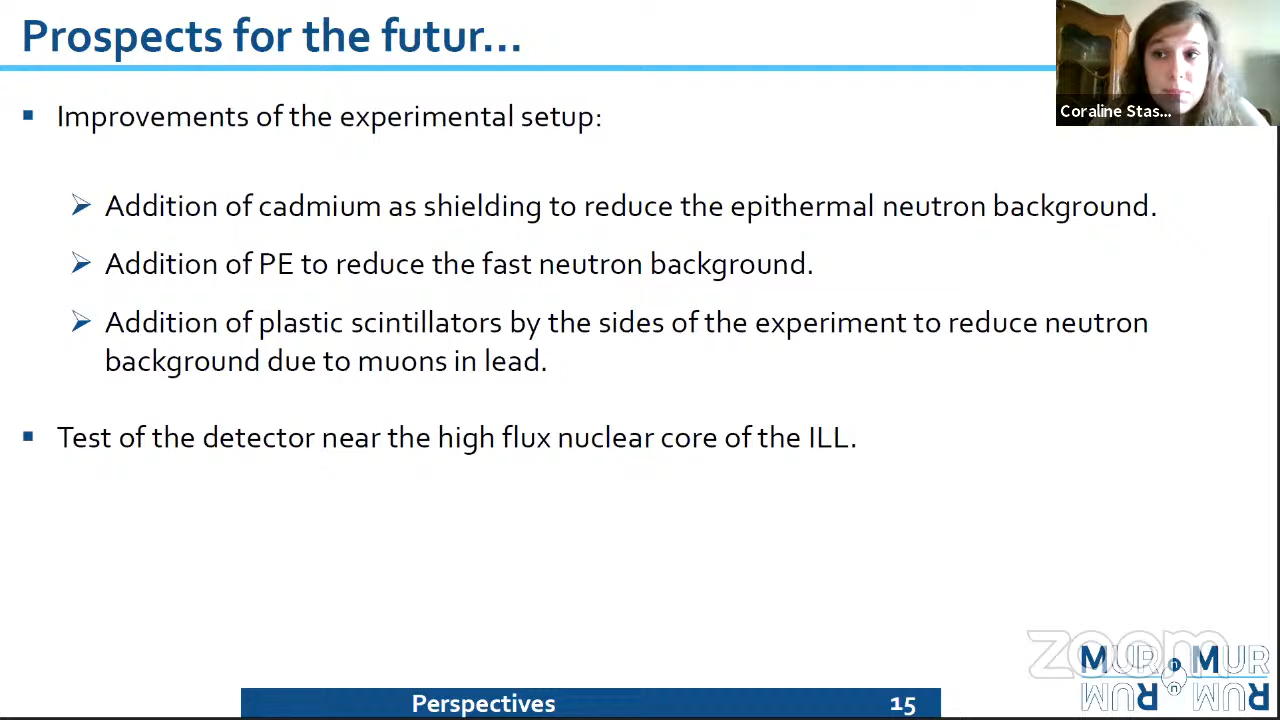 Prospects for the futur...
Coraline Stas...
Improvements of the experimental setup:
Addition of cadmium as shielding to reduce the epithermal neutron background.
Addition of PE to reduce the fast neutron background.
Addition of plastic scintillators by the sides of the experiment to reduce neutron
background due to muons in lead.
Test of the detector near the high flux nuclear core of the ILL.
zoom
MUR n MUR
Perspectives 15